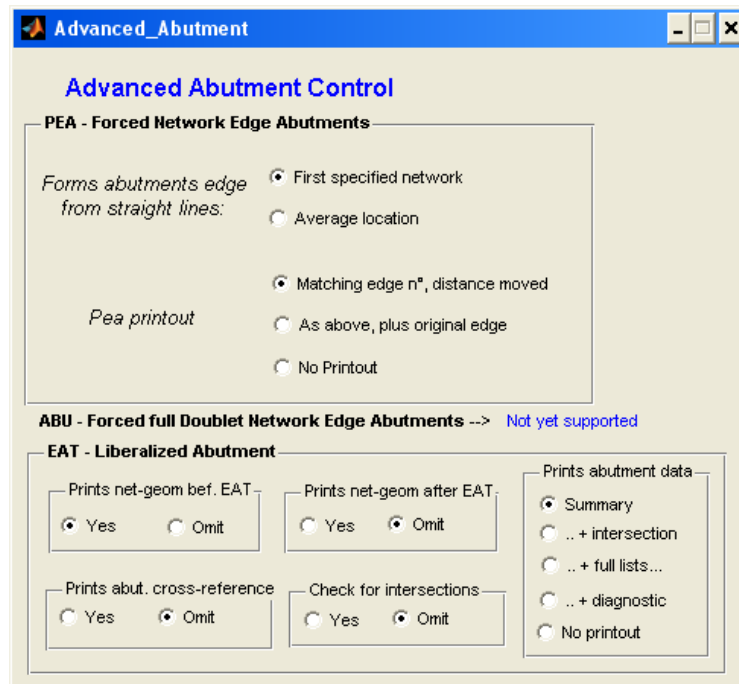 Advanced_Abutment
Advanced Abutment Control
PEA - Forced Network Edge Abutments
Forms abutments edge
from straight lines:
First specified network
Average location
Pea printout
Matching edge n°, distance moved
As above, plus original edge
No Printout
ABU - Forced full Doublet Network Edge Abutments --> Not yet supported
EAT - Liberalized Abutment
Prints net-geom bef. EAT
Yes Omit
Prints net-geom after EAT
Yes Omit
Prints abut. cross-reference
Yes Omit
Check for intersections
Yes Omit
Prints abutment data
Summary
.. + intersection
.. + full lists...
.. + diagnostic
No printout